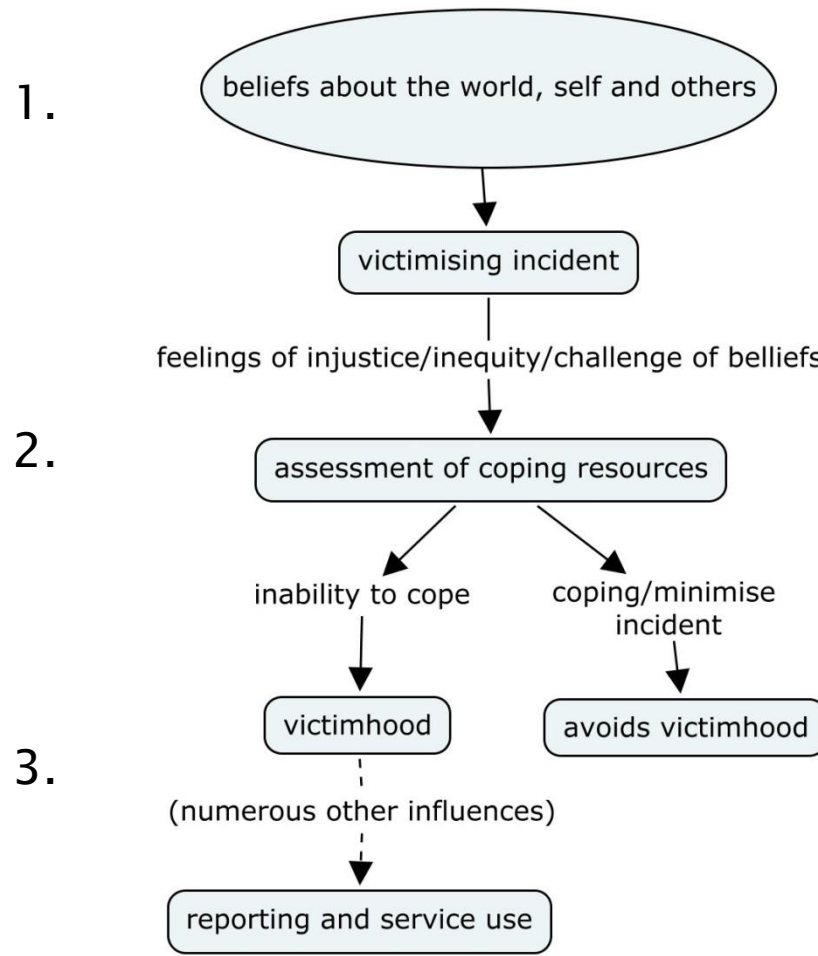 1.
beliefs about the world, self and others
victimising incident
feelings of injustice/inequity/challenge of belliefs
2.
assessment of coping resources
inability to cope
coping/minimise
incident
victimhood
avoids victimhood
3.
(numerous other influences)
reporting and service use